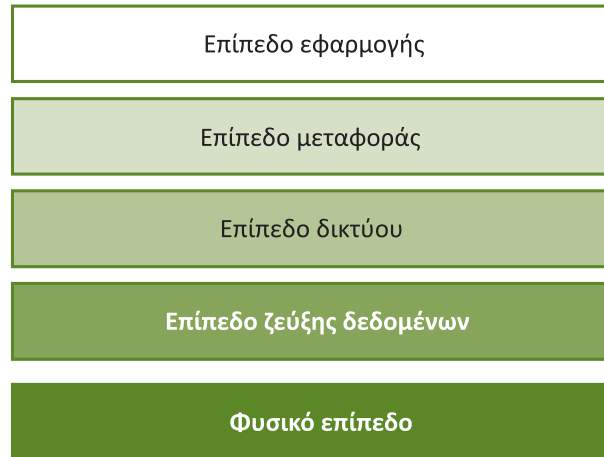 Επίπεδο εφαρμογής
Επίπεδο μεταφοράς
Επίπεδο δικτύου
Επίπεδο ζεύξης δεδομένων
Φυσικό επίπεδο